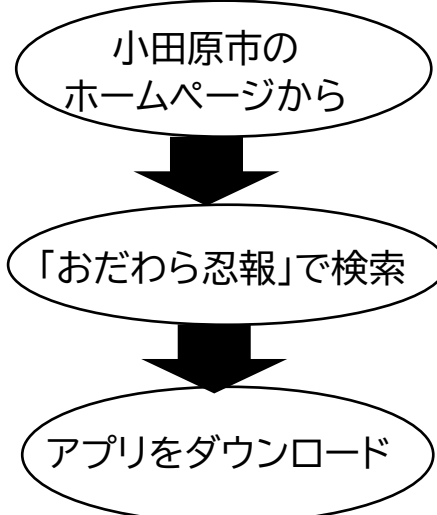 小田原市の
ホームページから
「おだわら忍報」で検索
アプリをダウンロード